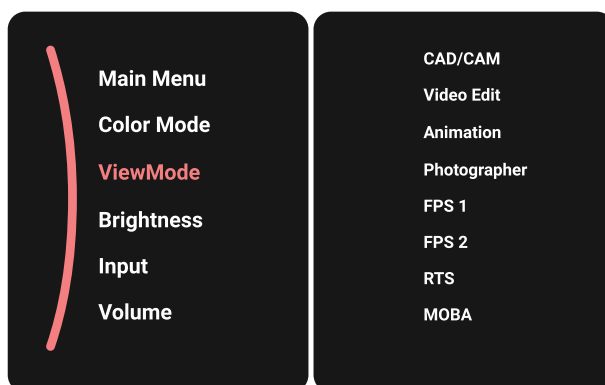 Main Menu
Color Mode
ViewMode
Brightness
Input
Volume
CAD/CAM
Video Edit
Animation
Photographer
FPS 1
FPS 2
RTS
MOBA